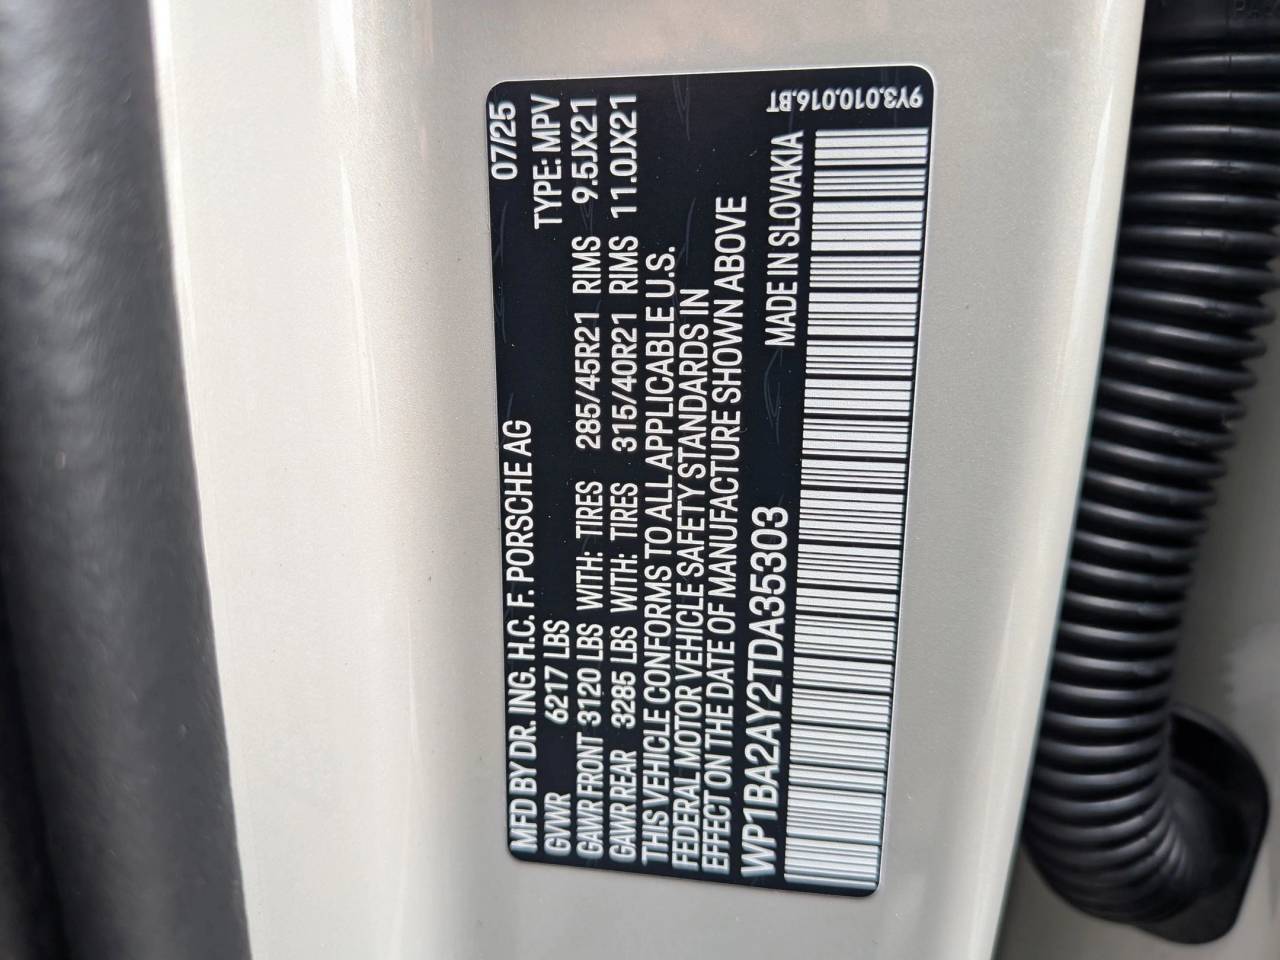 07/25
MFD BY DR. ING. H.C. F. PORSCHE AG
GVWR 6217 LBS TYPE: MPV
GAWR FRONT 3120 LBS WITH: TIRES 285/45R21 RIMS 9.5JX21
GAWR REAR 3285 LBS WITH: TIRES 315/40R21 RIMS 11.0JX21
THIS VEHICLE CONFORMS TO ALL APPLICABLE U.S.
FEDERAL MOTOR VEHICLE SAFETY STANDARDS IN
EFFECT ON THE DATE OF MANUFACTURE SHOWN ABOVE
WP1BA2AY2TDA35303 MADE IN SLOVAKIA
9Y3.010.016.BT